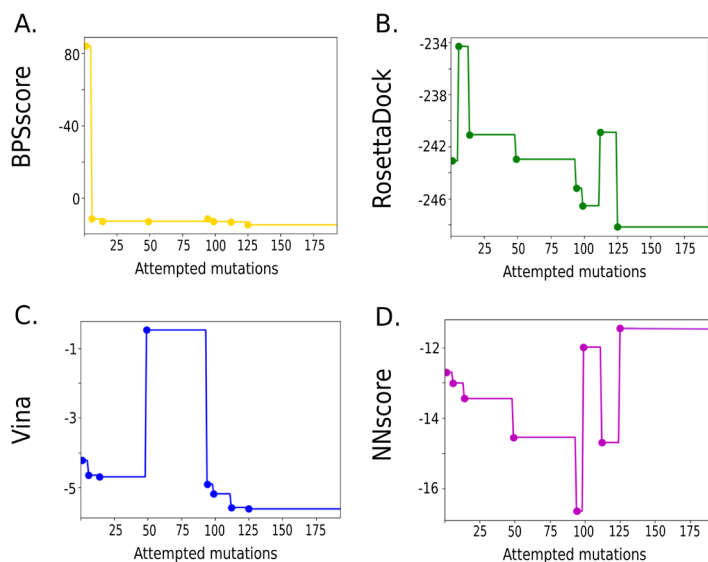 A.
BPSscore
80
-40
0
25 50 75 100 125 150 175
Attempted mutations
B.
RosettaDock
-234
-238
-242
-246
25 50 75 100 125 150 175
Attempted mutations
C.
Vina
-1
-3
-5
25 50 75 100 125 150 175
Attempted mutations
D.
NNscore
-12
-14
-16
25 50 75 100 125 150 175
Attempted mutations